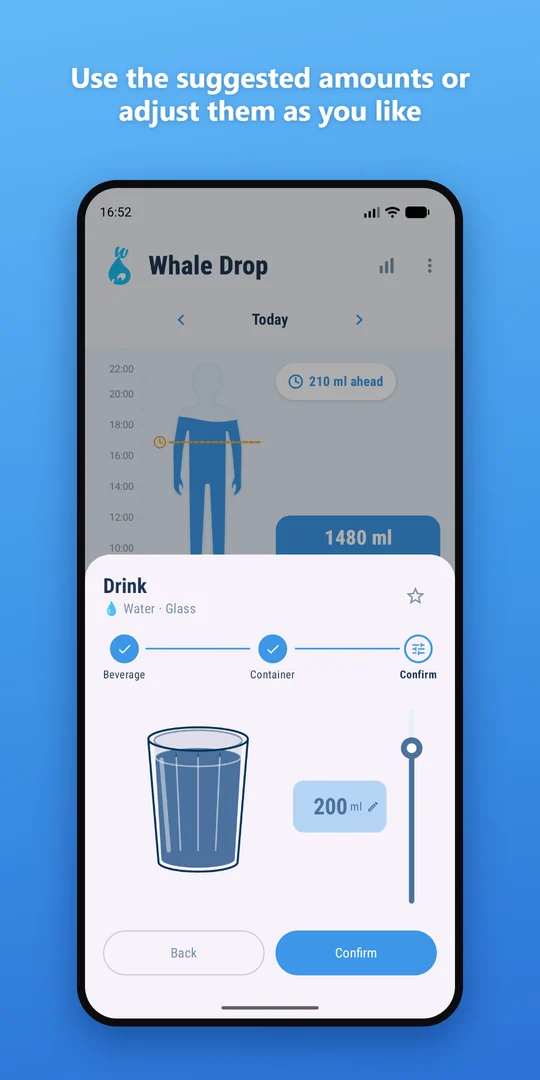 Use the suggested amounts or
adjust them as you like
16:52
Whale Drop
Today
22:00
20:00
18:00
16:00
14:00
12:00
10:00
210 ml ahead
1480 ml
Drink
Water · Glass
Beverage
Container
Confirm
200 ml
Back
Confirm